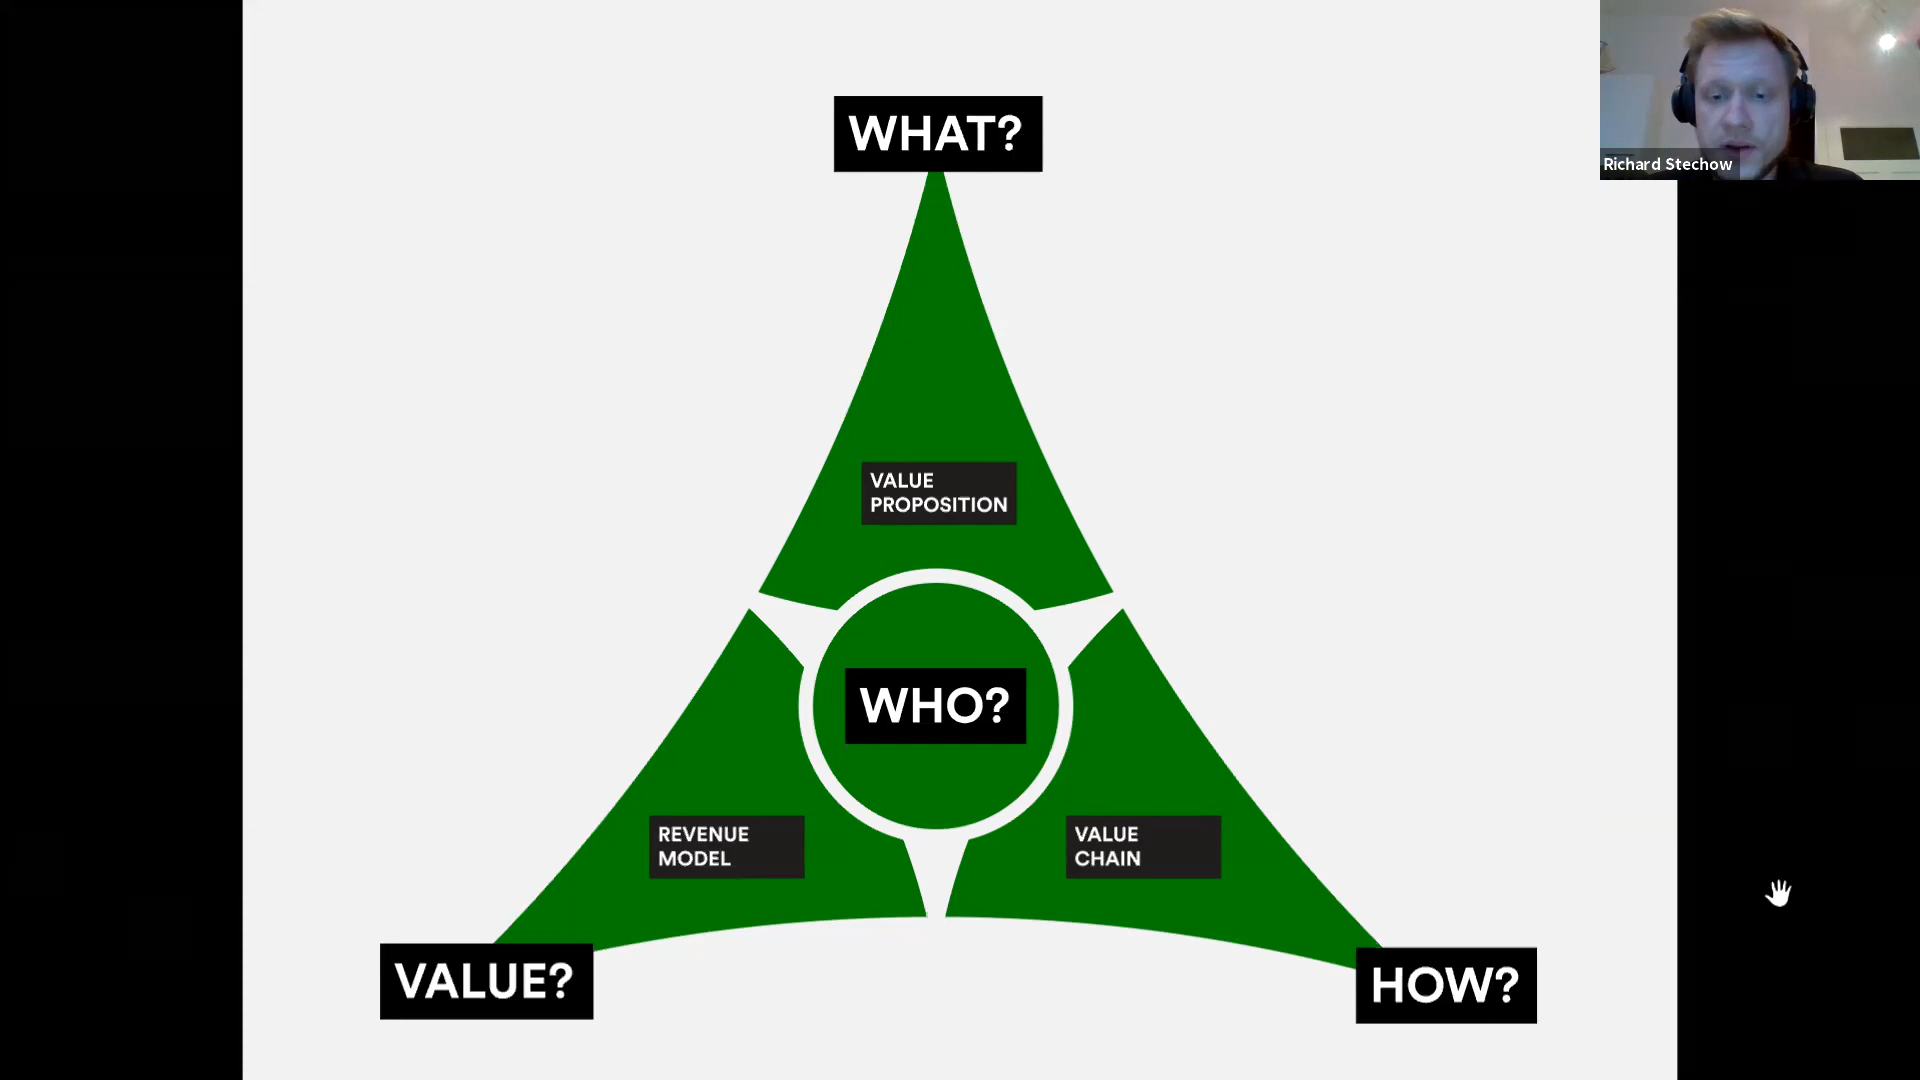 WHAT?
Richard Stechow
VALUE
PROPOSITION
WHO?
REVENUE
MODEL
VALUE
CHAIN
VALUE?
HOW?